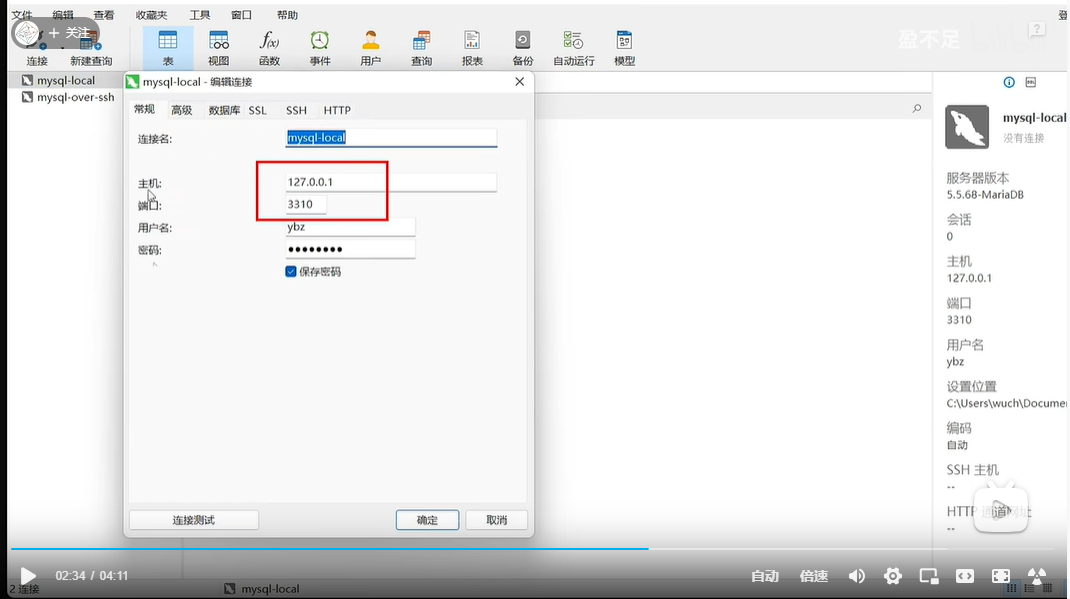 文件 编辑 查看 收藏夹 工具 窗口 帮助
+ 关注
盈不足
连接 新建查询 表 视图 函数 事件 用户 查询 报表 备份 自动运行 模型
mysql-local
mysql-over-ssh
mysql-local - 编辑连接
常规 高级 数据库 SSL SSH HTTP
连接名: mysql-local
主机: 127.0.0.1
端口: 3310
用户名: ybz
密码: ●●●●●●●●
保存密码
连接测试 确定 取消
mysql-local
没有连接
服务器版本
5.5.68-MariaDB
会话
0
主机
127.0.0.1
端口
3310
用户名
ybz
设置位置
C:\Users\wuch\Documen
编码
自动
SSH 主机
--
HTTP 通道网址
--
02:34 / 04:11 自动 倍速
2 连接 mysql-local